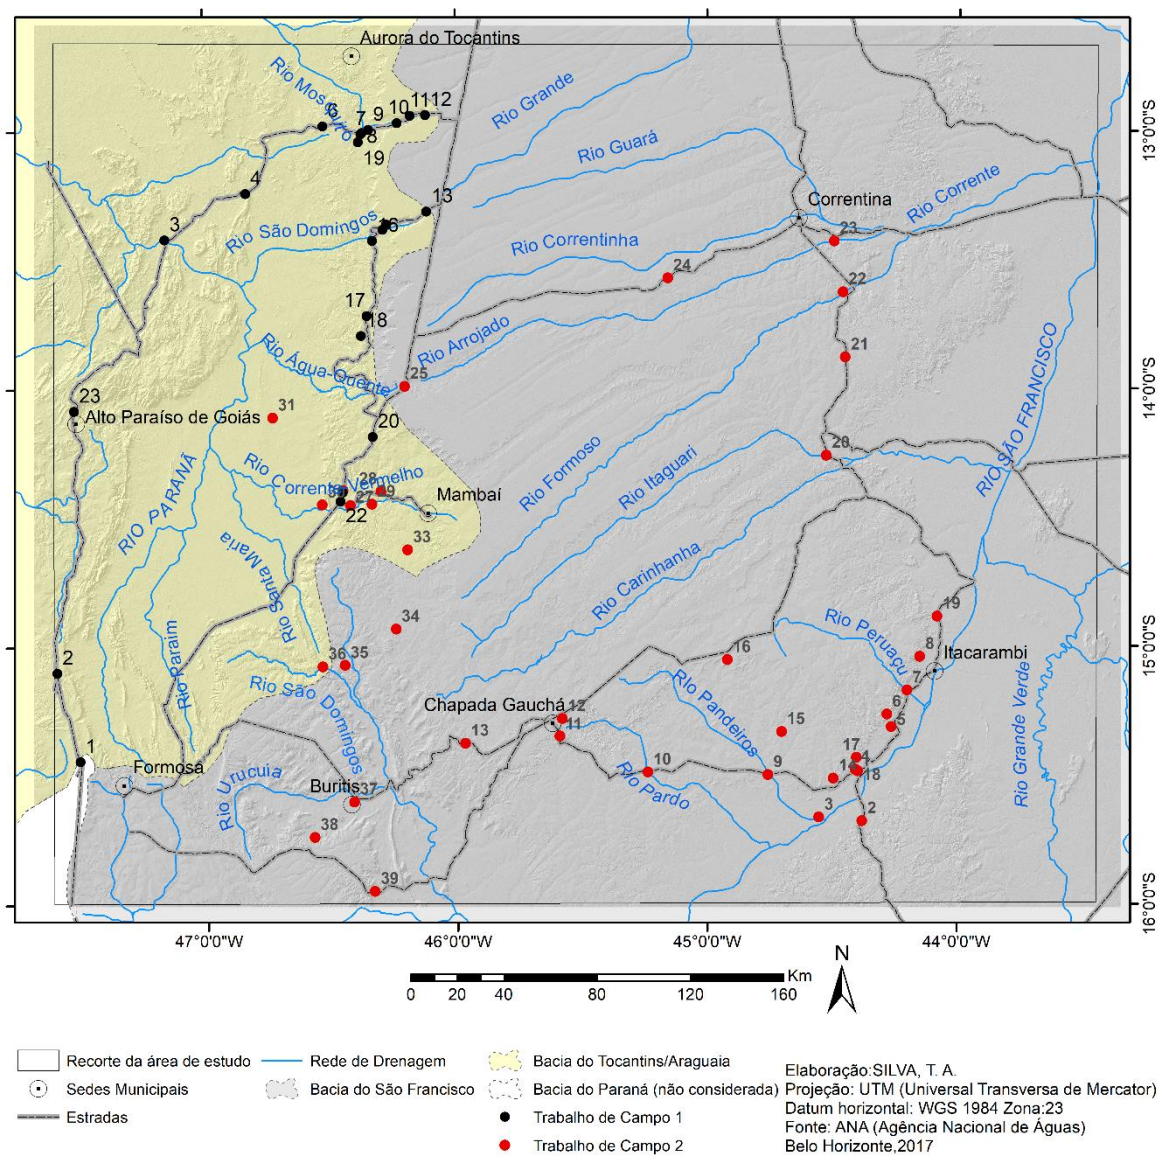 Aurora do Tocantins
Rio Mosquito
6
7
9
10
11
12
8
19
Rio Grande
13°0'0"S
Rio Guará
4
13
3
Rio São Domingos
16
Correntina
Rio Corrente
23
Rio Correntinha
24
22
17
18
Rio Arrojado
21
Rio Água-Quente
25
14°0'0"S
23
Alto Paraíso de Goiás
31
20
Rio Formoso
20
RIO SÃO FRANCISCO
Rio Itaguari
RIO PARANÃ
Rio Corrente
Vermelho
28
27
22
Mambaí
33
Rio Santa Maria
Rio Carinhanha
19
34
Rio Peruaçu
8
2
36
35
16
Itacarambi
15°0'0"S
7
Rio Paraim
Rio São Domingos
Chapada Gauchá
12
11
RIo Pandeiros
6
5
13
15
Rio Grande Verde
1
Formosa
17
4
10
9
14
18
Rio Urucuia
Buritis
37
Rio Pardo
3
2
38
39
16°0'0"S
47°0'0"W
46°0'0"W
45°0'0"W
44°0'0"W
N
Km
0 20 40 80 120 160
Recorte da área de estudo
Rede de Drenagem
Bacia do Tocantins/Araguaia
Sedes Municipais
Bacia do São Francisco
Bacia do Paraná (não considerada)
Estradas
Trabalho de Campo 1
Trabalho de Campo 2
Elaboração:SILVA, T. A.
Projeção: UTM (Universal Transversa de Mercator)
Datum horizontal: WGS 1984 Zona:23
Fonte: ANA (Agência Nacional de Águas)
Belo Horizonte,2017